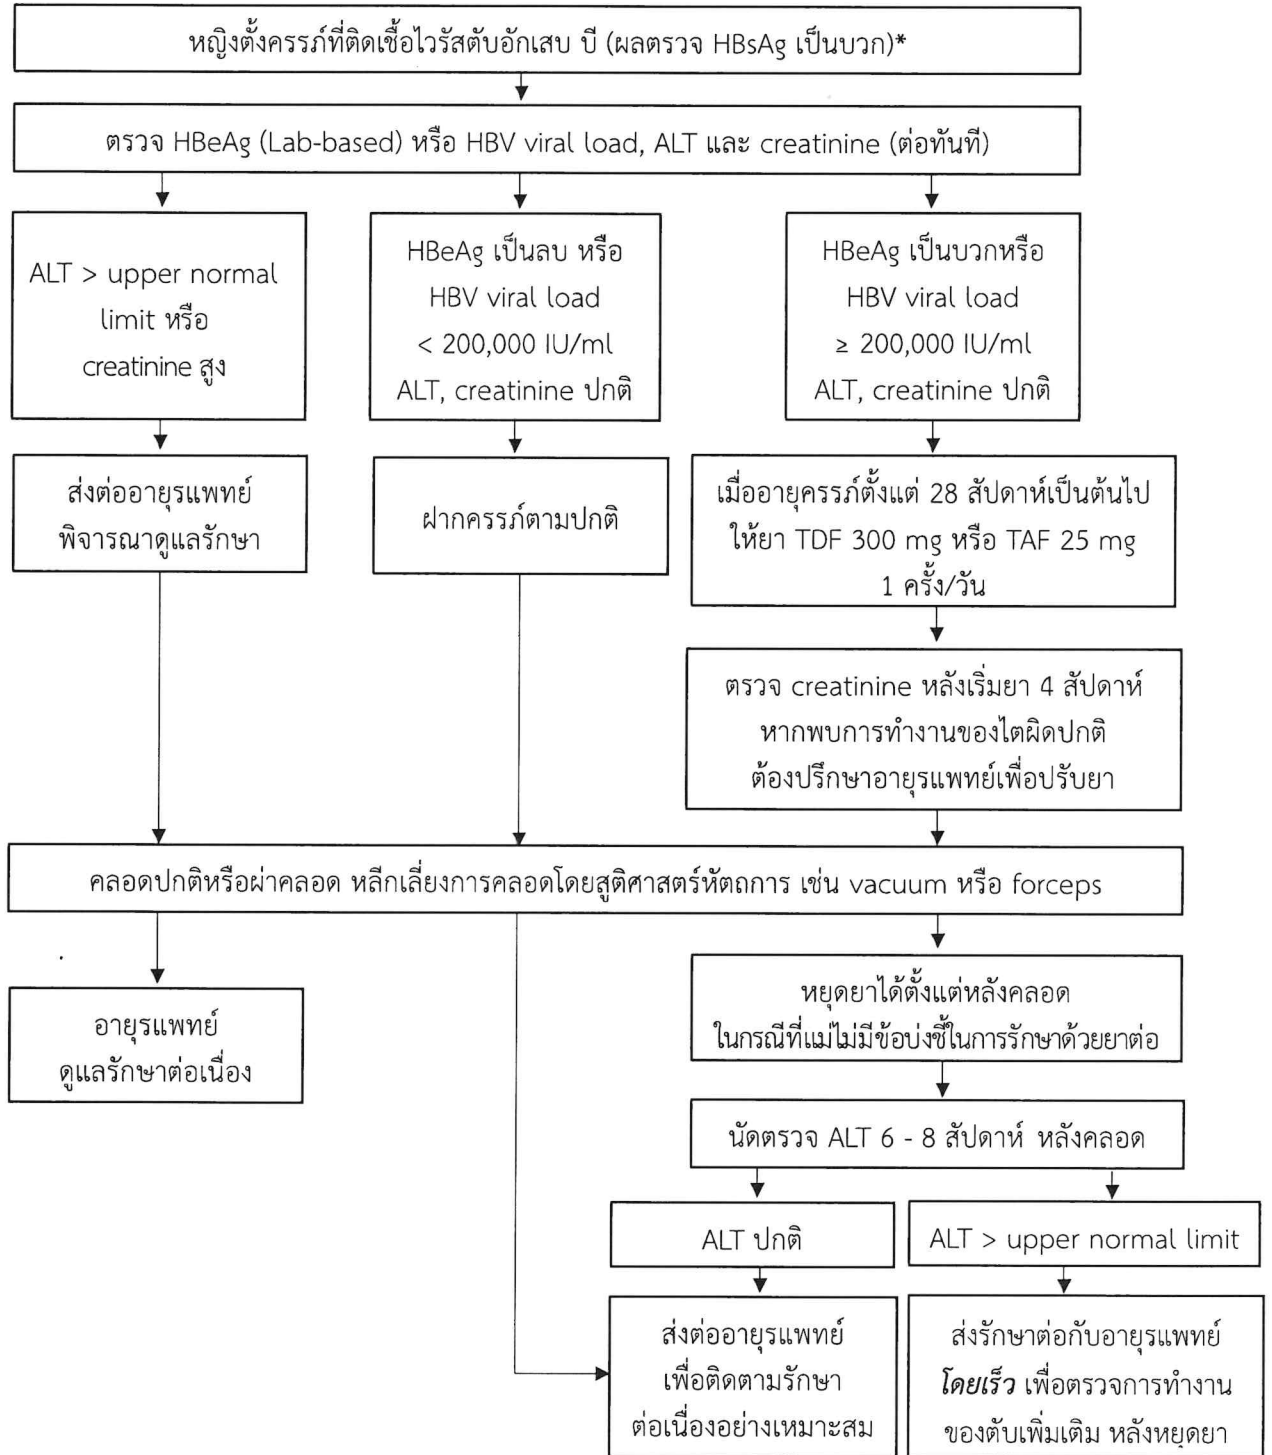 หญิงตั้งครรภ์ที่ติดเชื้อไวรัสตับอักเสบ บี (ผลตรวจ HBsAg เป็นบวก)*
ตรวจ HBeAg (Lab-based) หรือ HBV viral load, ALT และ creatinine (ต่อทันที)
ALT > upper normal
limit หรือ
creatinine สูง
HBeAg เป็นลบ หรือ
HBV viral load
< 200,000 IU/ml
ALT, creatinine ปกติ
HBeAg เป็นบวกหรือ
HBV viral load
≥ 200,000 IU/ml
ALT, creatinine ปกติ
ส่งต่ออายุรแพทย์
พิจารณาดูแลรักษา
ฝากครรภ์ตามปกติ
เมื่ออายุครรภ์ตั้งแต่ 28 สัปดาห์เป็นต้นไป
ให้ยา TDF 300 mg หรือ TAF 25 mg
1 ครั้ง/วัน
ตรวจ creatinine หลังเริ่มยา 4 สัปดาห์
หากพบการทำงานของไตผิดปกติ
ต้องปรึกษาอายุรแพทย์เพื่อปรับยา
คลอดปกติหรือผ่าคลอด หลีกเลี่ยงการคลอดโดยสูติศาสตร์หัตถการ เช่น vacuum หรือ forceps
อายุรแพทย์
ดูแลรักษาต่อเนื่อง
หยุดยาได้ตั้งแต่หลังคลอด
ในกรณีที่แม่ไม่มีข้อบ่งชี้ในการรักษาด้วยยาต่อ
นัดตรวจ ALT 6 - 8 สัปดาห์ หลังคลอด
ALT ปกติ
ALT > upper normal limit
ส่งต่ออายุรแพทย์
เพื่อติดตามรักษา
ต่อเนื่องอย่างเหมาะสม
ส่งรักษาต่อกับอายุรแพทย์
โดยเร็ว เพื่อตรวจการทำงาน
ของตับเพิ่มเติม หลังหยุดยา